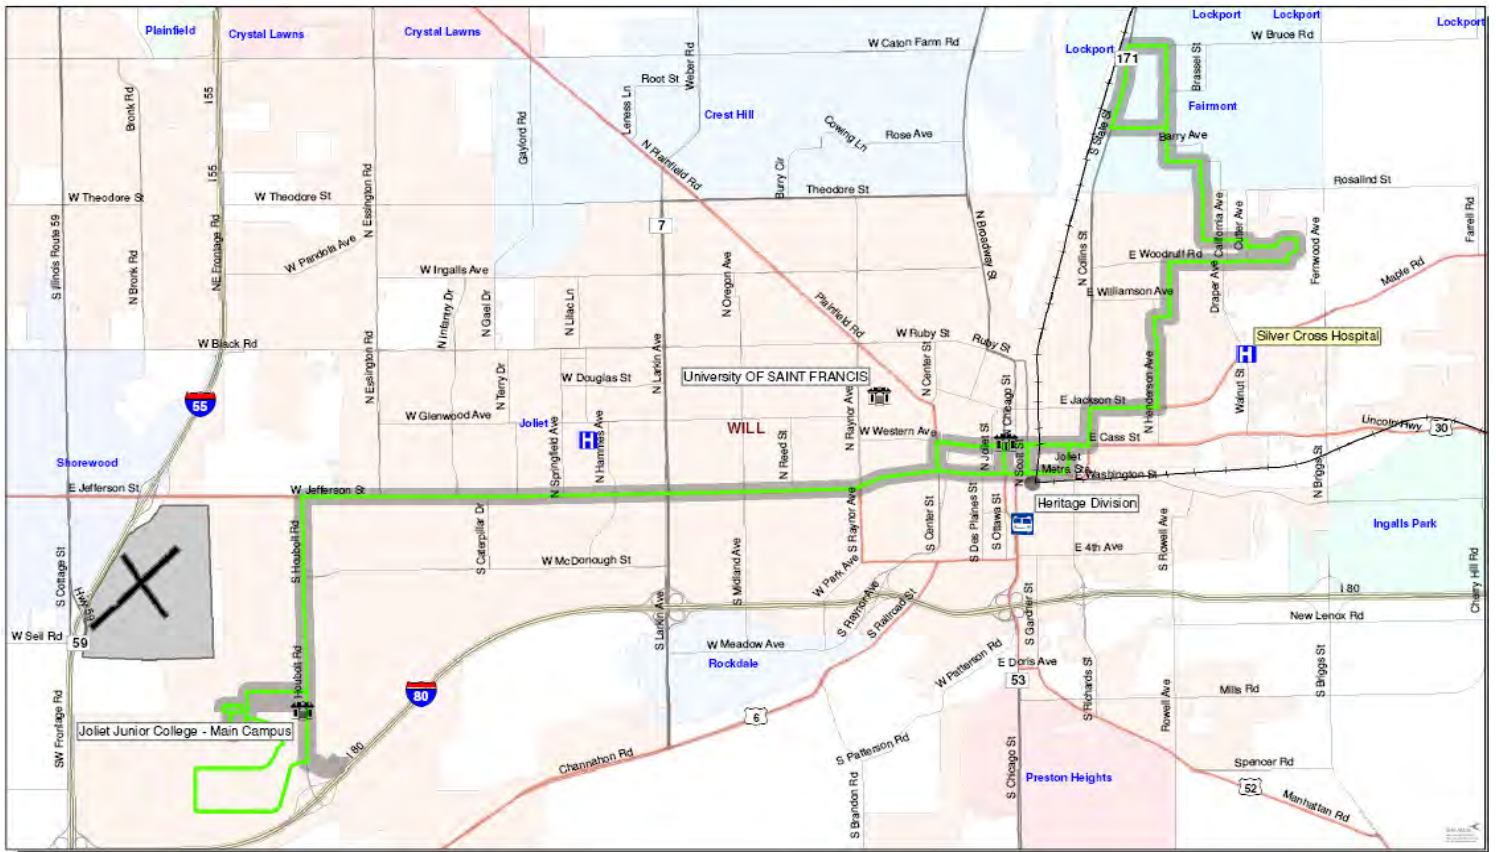 Plainfield
Crystal Lawns
Crystal Lawns
Lockport
Lockport
Lockport
W Bruce Rd
W Caton Farm Rd
Lockport
171
Weber Rd
Root St
Brassel St
Bronk Rd
I 55
Leness Ln
Crest Hill
Fairmont
Gaylord Rd
Cowing Ln
Rose Ave
S State St
Barry Ave
N Plainfield Rd
Burry Cir
I 55
N Essington Rd
W Theodore St
W Theodore St
Theodore St
Rosalind St
S Illinois Route 59
NE Frontage Rd
7
N Broadway St
California Ave
Cutter Ave
Farrell Rd
W Pandola Ave
N Collins St
E Woodruff Rd
Fernwood Ave
N Bronk Rd
W Ingalls Ave
N Oregon Ave
Draper Ave
Maple Rd
E Williamson Ave
N Infantry Dr
N Gael Dr
N Lilac Ln
Plainfield Rd
W Black Rd
N Essington Rd
N Larkin Ave
W Ruby St
Ruby St
Silver Cross Hospital
H
N Center St
N Terry Dr
W Douglas St
University OF SAINT FRANCIS
N Henderson Ave
Walnut St
55
N Chicago St
E Jackson St
W Glenwood Ave
Joliet
N Springfield Ave
H
N Hammes Ave
WILL
N Raynor Ave
W Western Ave
E Cass St
Lincoln Hwy
30
N Reed St
N Joliet St
N Scott St
Joliet
Metra Sta
Shorewood
E Washington St
N Briggs St
E Jefferson St
W Jefferson St
Heritage Division
S Houbolt Rd
S Caterpillar Dr
S Raynor Ave
S Center St
S Des Plaines St
S Ottawa St
S Rowell Ave
Ingalls Park
S Cottage St
W McDonough St
S Midland Ave
W Park Ave
E 4th Ave
Hwy 59
I 80
Cherry Hill Rd
S Larkin Ave
S Raynor Ave
S Railroad St
S Gardner St
New Lenox Rd
W Seil Rd
59
W Meadow Ave
Rockdale
W Patterson Rd
E Doris Ave
53
S Richards St
Rowell Ave
Mills Rd
S Briggs St
Houbolt Rd
80
SW Frontage Rd
Joliet Junior College - Main Campus
6
I 80
Channahon Rd
S Patterson Rd
S Chicago St
Preston Heights
Spencer Rd
52
S Brandon Rd
Manhattan Rd